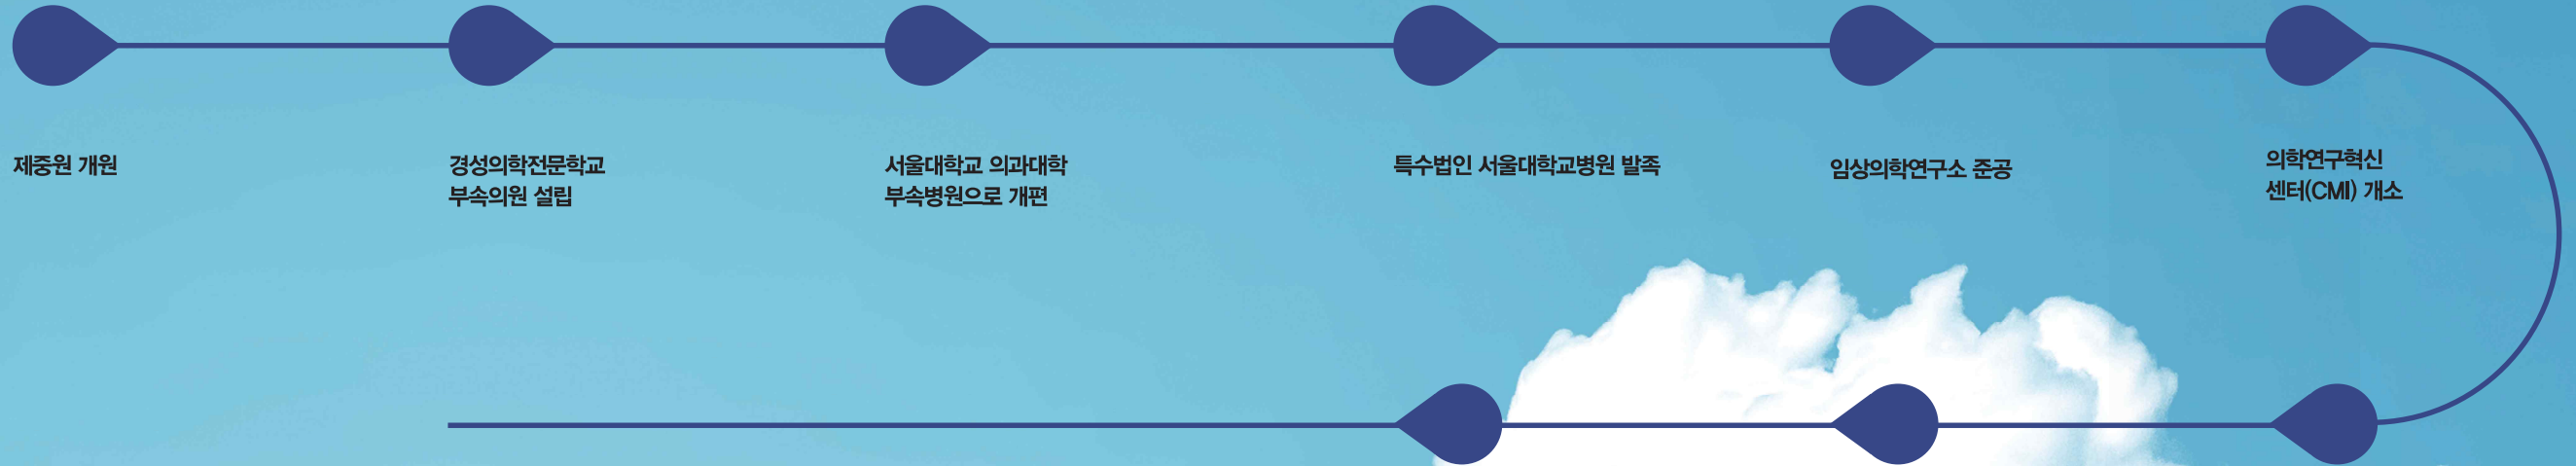 제중원 개원
경성의학전문학교
부속의원 설립
서울대학교 의과대학
부속병원으로 개편
특수법인 서울대학교병원 발족
임상의학연구소 준공
의학연구혁신
센터(CMI) 개소